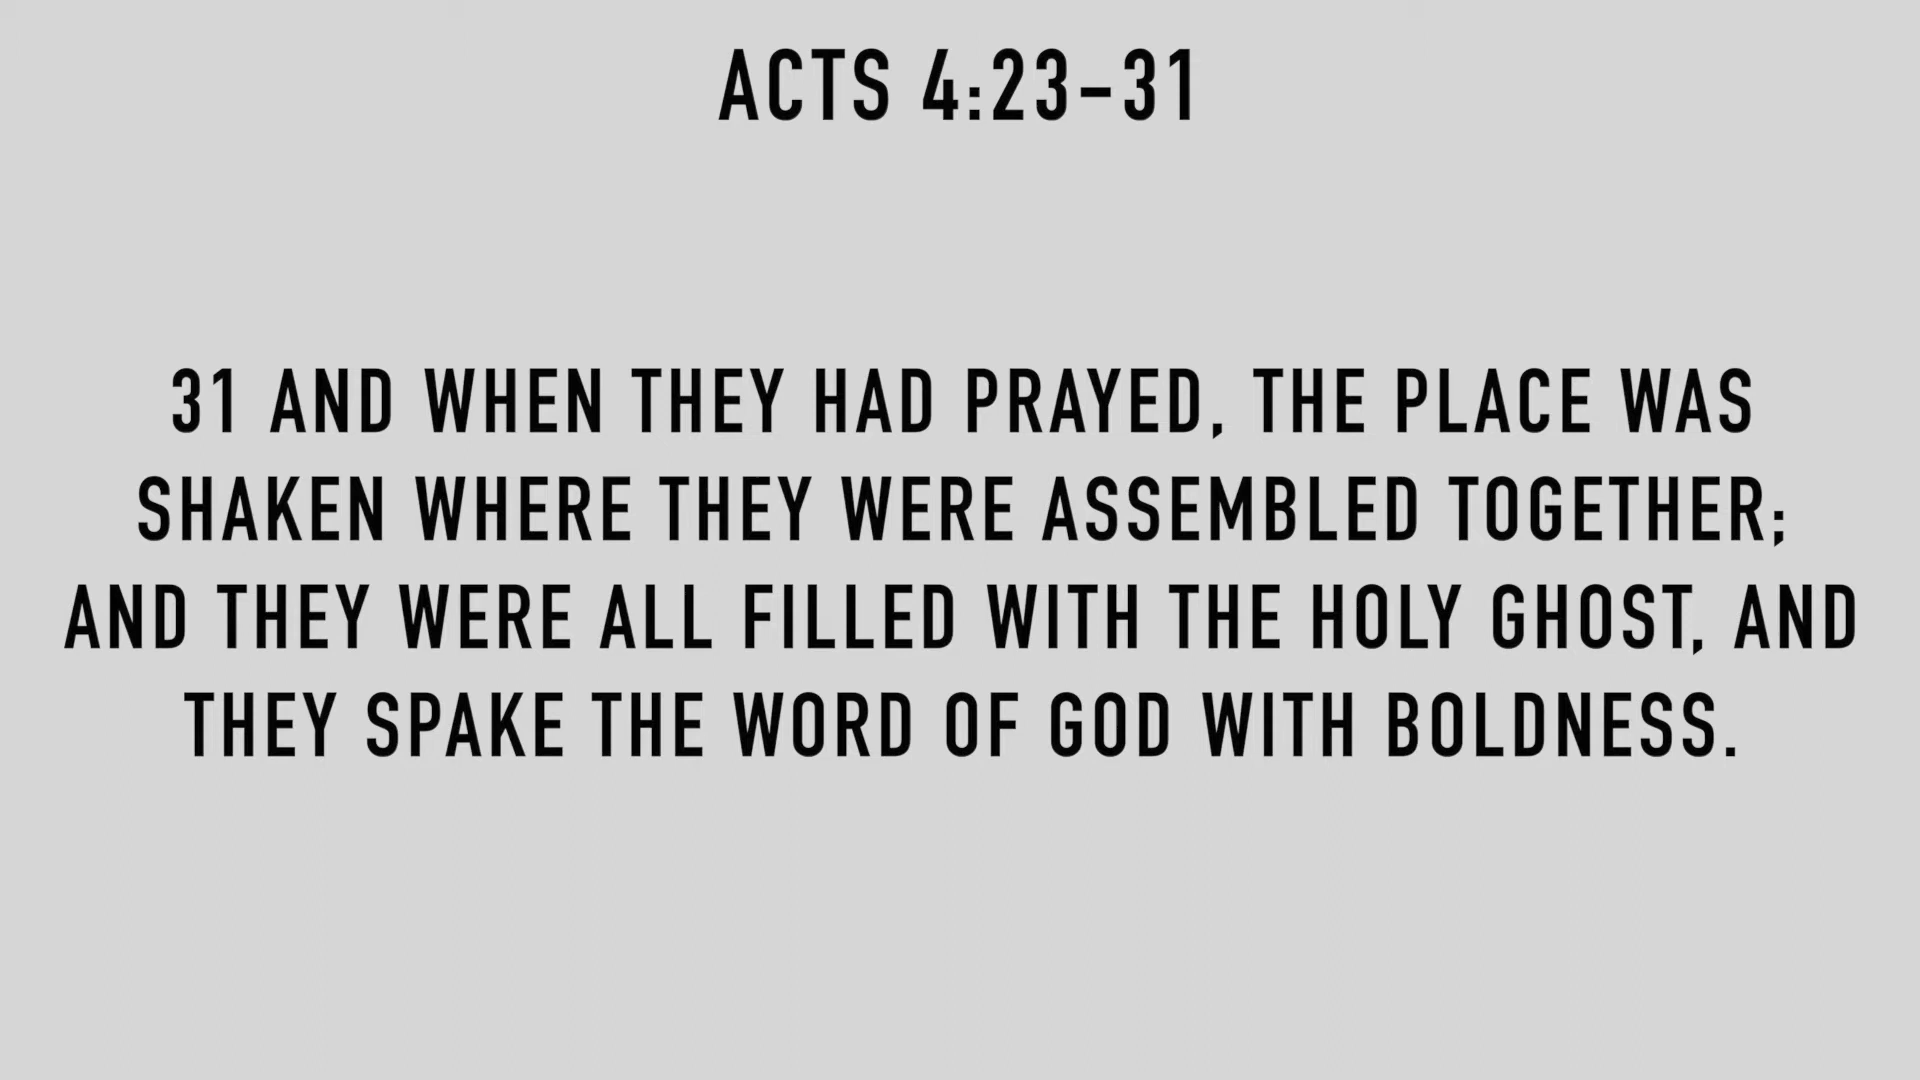 ACTS 4:23-31
31 AND WHEN THEY HAD PRAYED, THE PLACE WAS
SHAKEN WHERE THEY WERE ASSEMBLED TOGETHER;
AND THEY WERE ALL FILLED WITH THE HOLY GHOST, AND
THEY SPAKE THE WORD OF GOD WITH BOLDNESS.